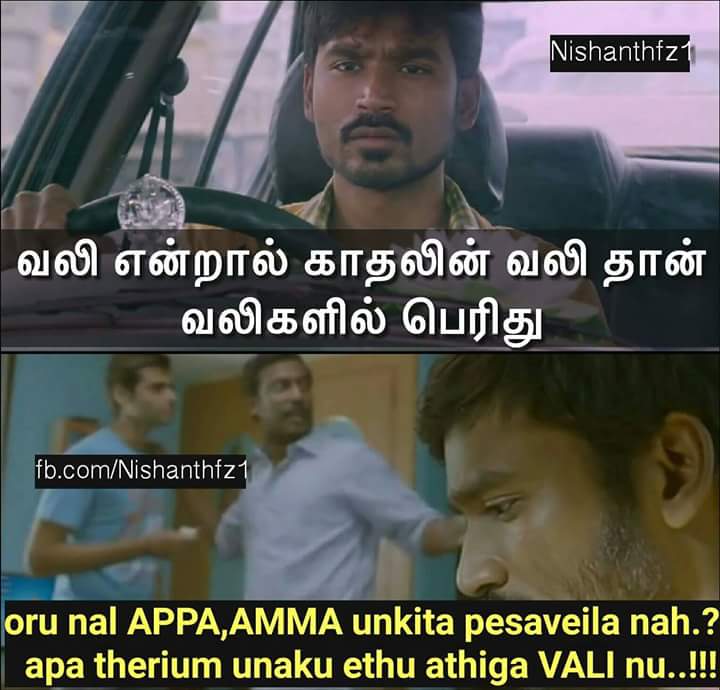 Nishanthfz1
வலி என்றால் காதலின் வலி தான்
வலிகளில் பெரிது
fb.com/Nishanthfz1
oru nal APPA,AMMA unkita pesaveila nah.?
apa therium unaku ethu athiga VALI nu..!!!